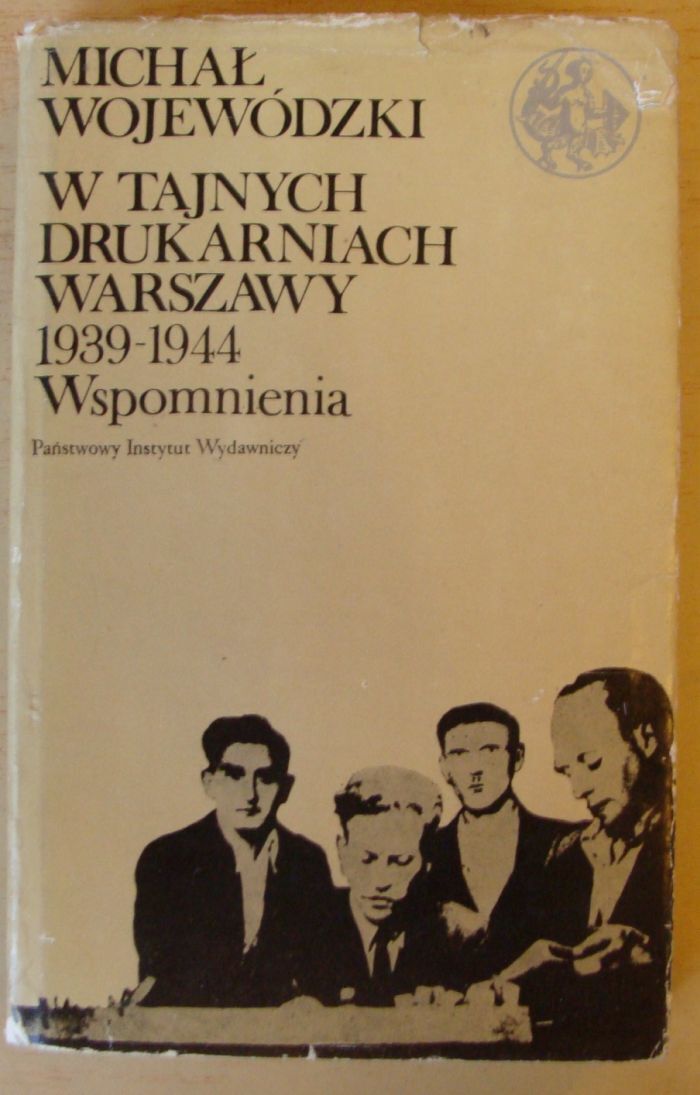 MICHAŁ
WOJEWÓDZKI
W TAJNYCH
DRUKARNIACH
WARSZAWY
1939-1944
Wspomnienia
Państwowy Instytut Wydawniczy